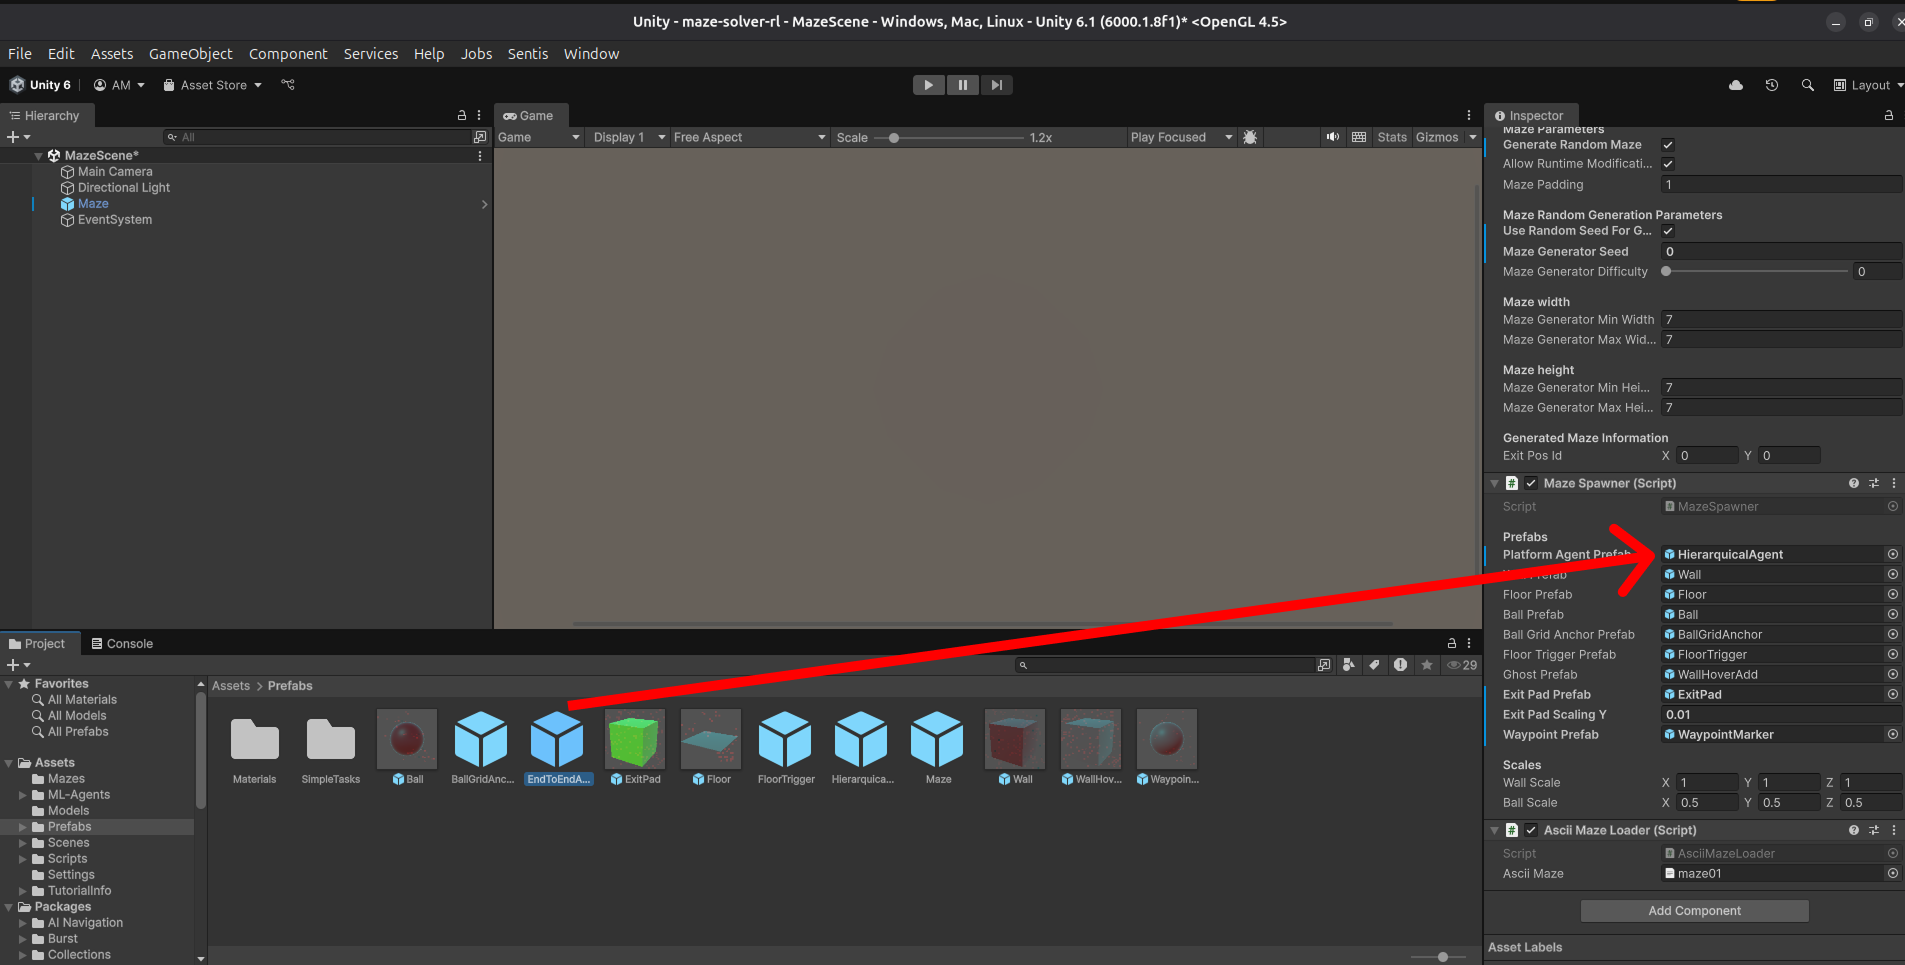 Unity - maze-solver-rl - MazeScene - Windows, Mac, Linux - Unity 6.1 (6000.1.8f1)* <OpenGL 4.5>
File Edit Assets GameObject Component Services Help Jobs Sentis Window
Unity 6 AM Asset Store Layout
Hierarchy
All
MazeScene*
Main Camera
Directional Light
Maze
EventSystem
Game
Game Display 1 Free Aspect Scale 1.2x Play Focused Stats Gizmos
Inspector
Maze Parameters
Generate Random Maze
Allow Runtime Modificati...
Maze Padding 1
Maze Random Generation Parameters
Use Random Seed For G...
Maze Generator Seed 0
Maze Generator Difficulty 0
Maze width
Maze Generator Min Width 7
Maze Generator Max Wid... 7
Maze height
Maze Generator Min Hei... 7
Maze Generator Max Hei... 7
Generated Maze Information
Exit Pos Id X 0 Y 0
# Maze Spawner (Script)
Script MazeSpawner
Prefabs
Platform Agent Prefab HierarquicalAgent
Prefab Wall
Floor Prefab Floor
Ball Prefab Ball
Ball Grid Anchor Prefab BallGridAnchor
Floor Trigger Prefab FloorTrigger
Ghost Prefab WallHoverAdd
Exit Pad Prefab ExitPad
Exit Pad Scaling Y 0.01
Waypoint Prefab WaypointMarker
Scales
Wall Scale X 1 Y 1 Z 1
Ball Scale X 0.5 Y 0.5 Z 0.5
# Ascii Maze Loader (Script)
Script AsciiMazeLoader
Ascii Maze maze01
Add Component
Asset Labels
Project Console
29
Favorites
All Materials
All Models
All Prefabs
Assets
Mazes
ML-Agents
Models
Prefabs
Scenes
Scripts
Settings
TutorialInfo
Packages
AI Navigation
Burst
Collections
Assets > Prefabs
Materials SimpleTasks Ball BallGridAnc... EndToEndA... ExitPad Floor FloorTrigger Hierarquica... Maze Wall WallHov... Waypoin...